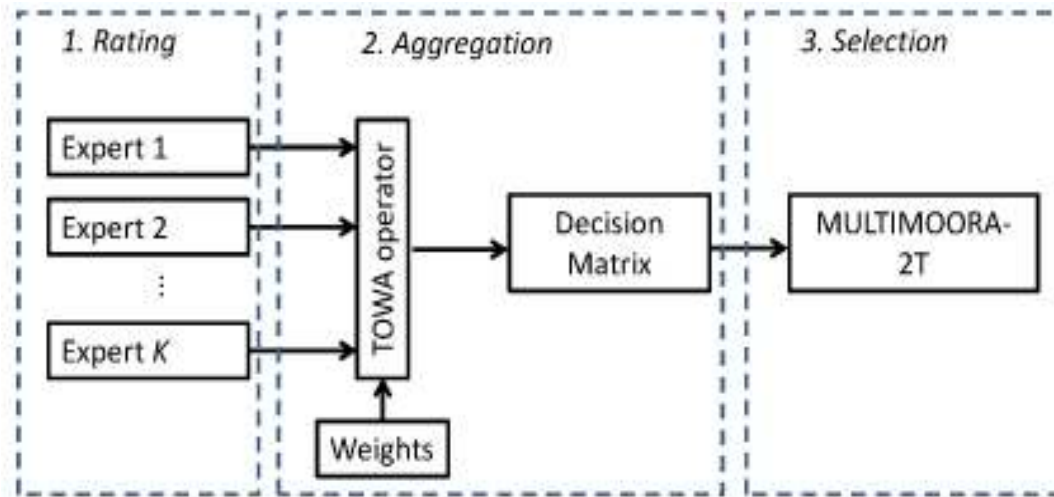 1. Rating
2. Aggregation
3. Selection
Expert 1
Expert 2
⋮
Expert K
TOWA operator
Weights
Decision
Matrix
MULTIMOORA-
2T